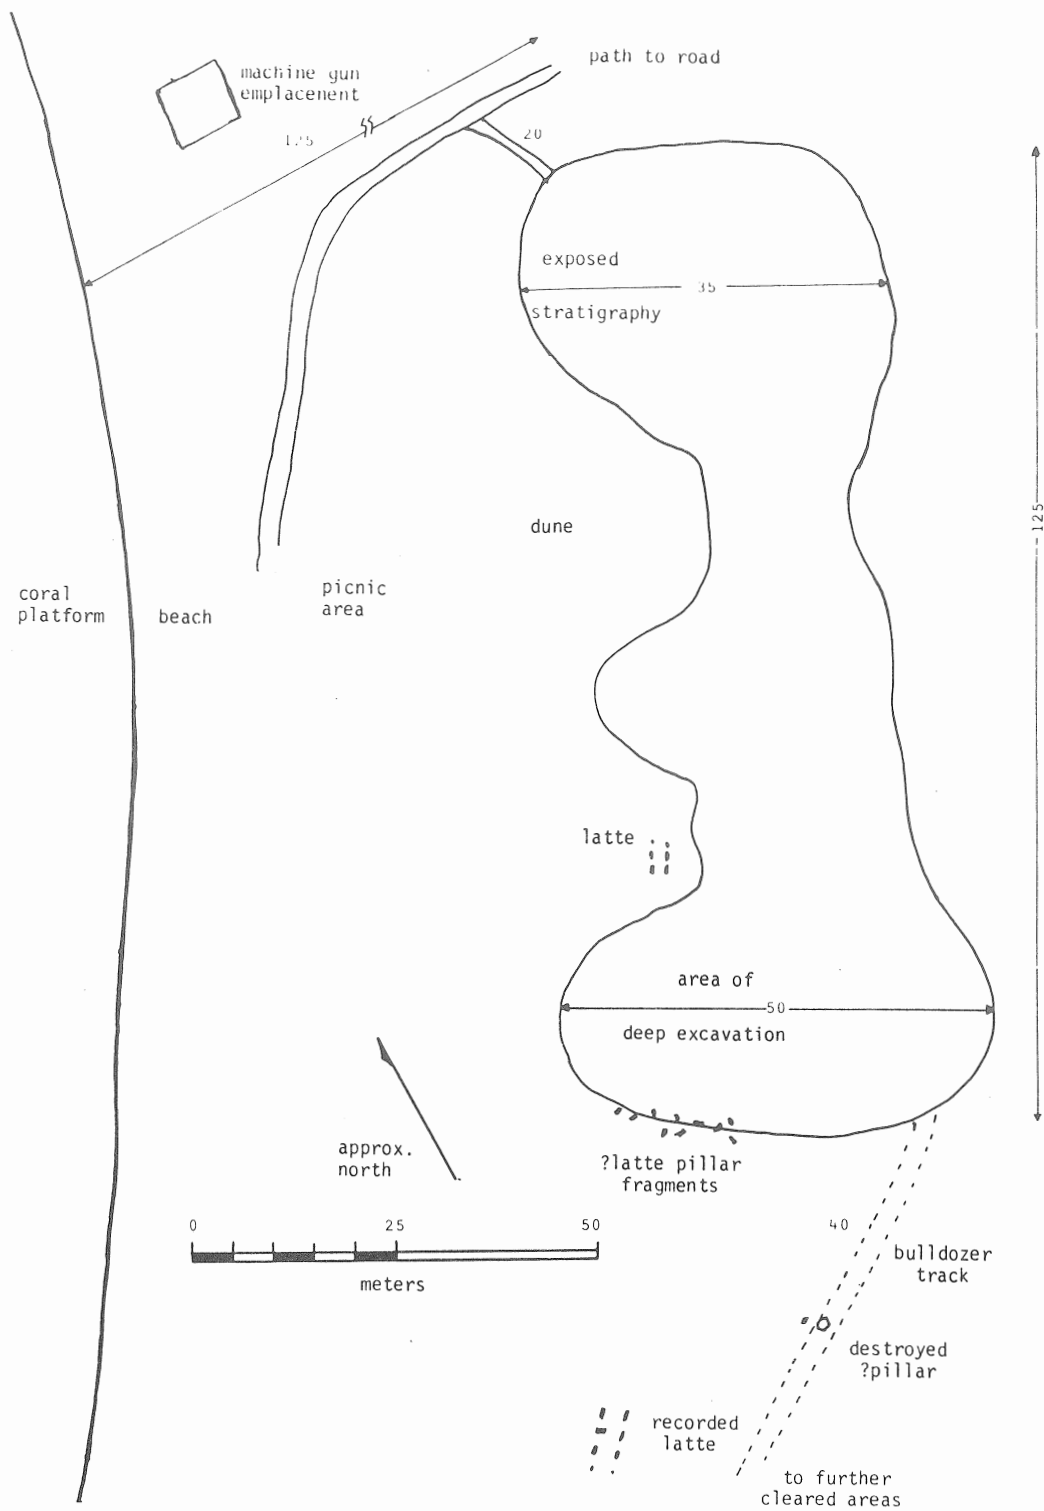 path to road
machine gun
emplacenent
20
exposed
35
stratigraphy
125
dune
coral
platform
beach
picnic
area
latte
area of
50
deep excavation
approx.
north
?latte pillar
fragments
0 25 50
meters
40
bulldozer
track
destroyed
?pillar
recorded
latte
to further
cleared areas